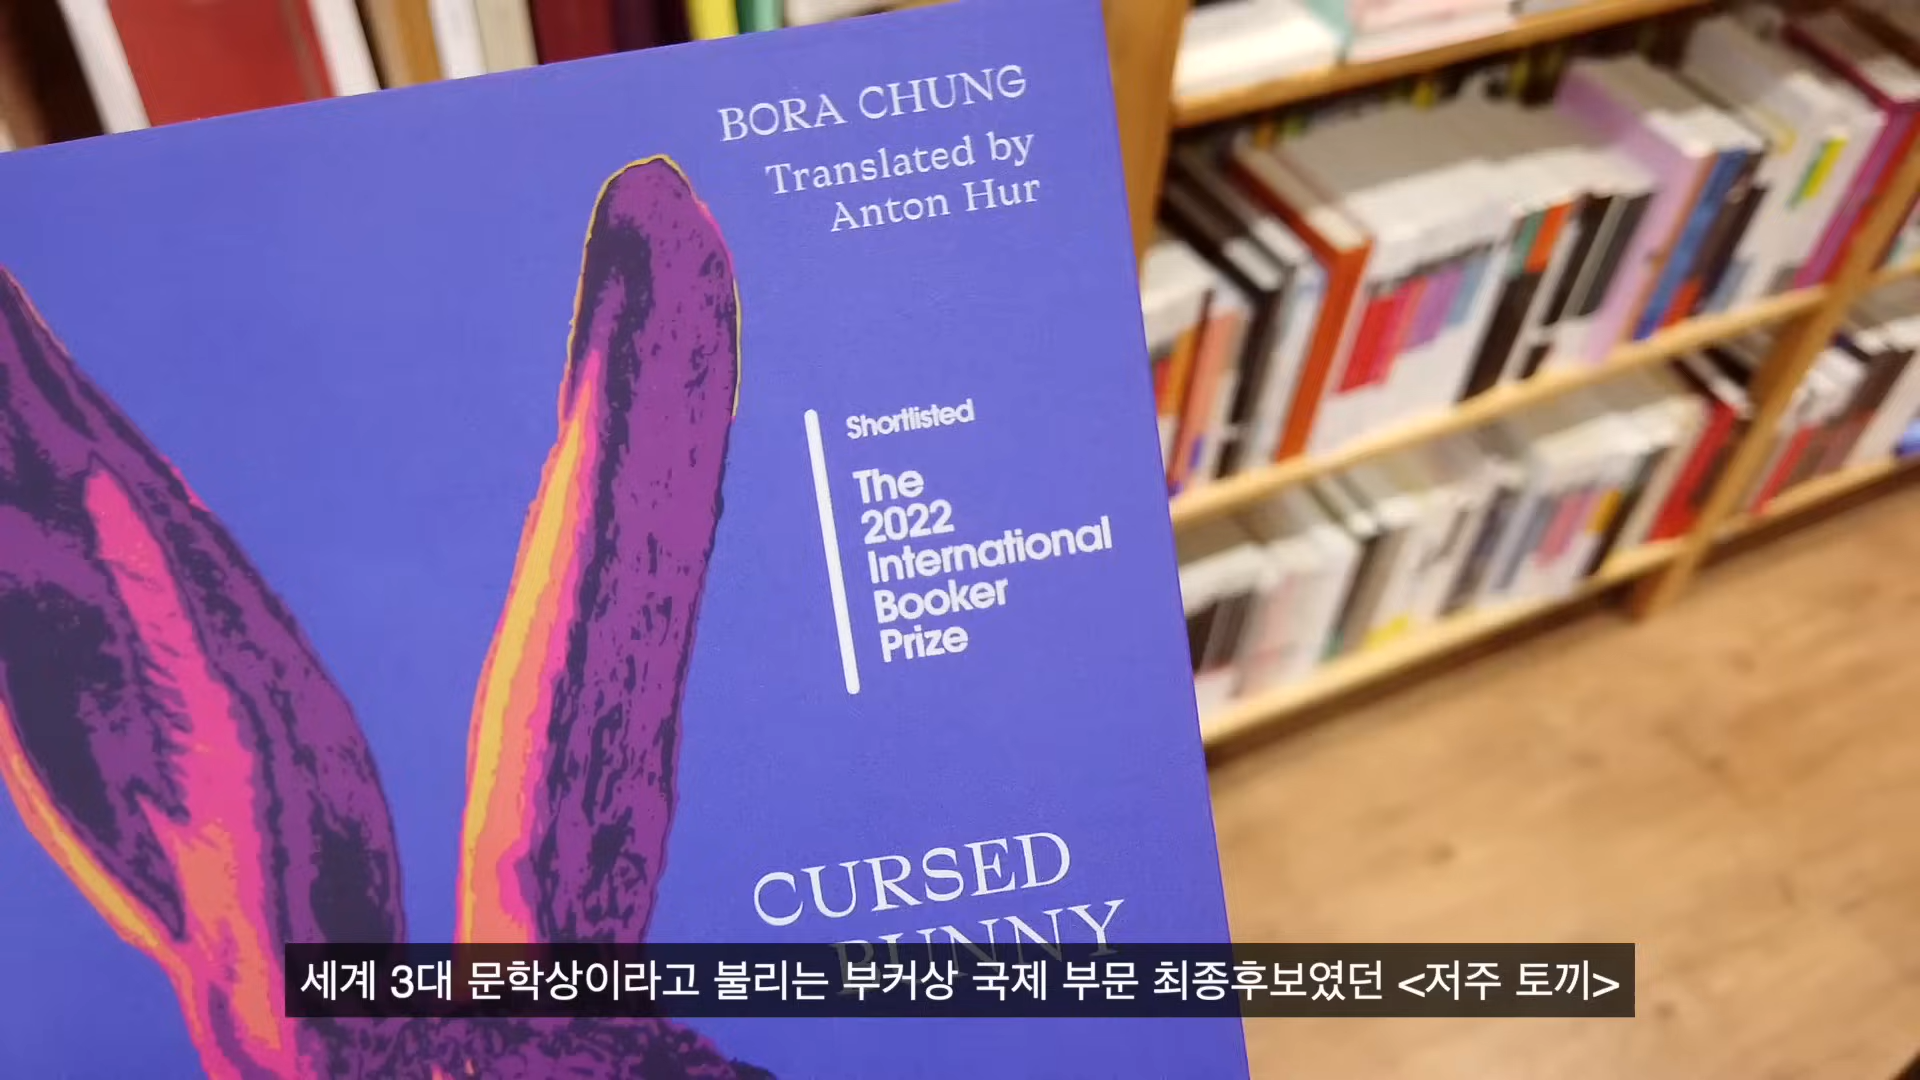 BORA CHUNG
Translated by
Anton Hur
Shortlisted
The
2022
International
Booker
Prize
CURSED
BUNNY
세계 3대 문학상이라고 불리는 부커상 국제 부문 최종후보였던 <저주 토끼>